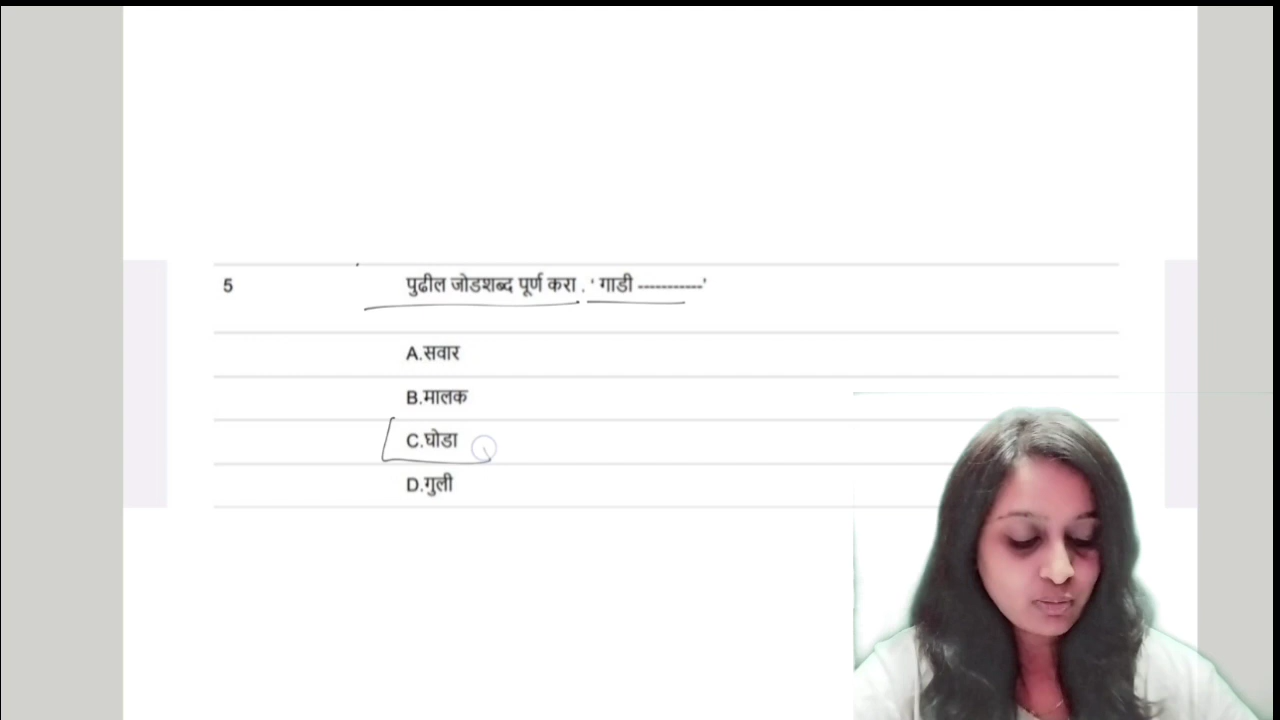 5 पुढील जोडशब्द पूर्ण करा . ' गाडी -----------'
A.सवार
B.मालक
C.घोडा
D.गुली